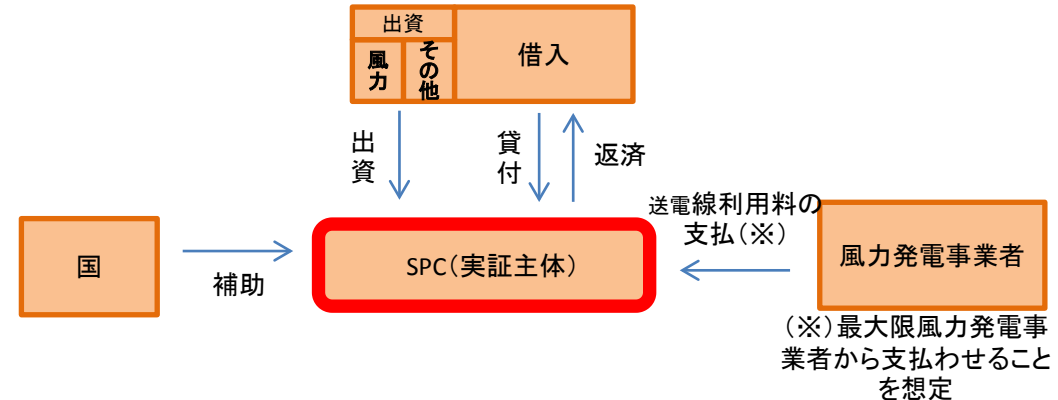 出資
風力
その他
借入
出資
貸付
返済
送電線利用料の
支払(※)
国
補助
SPC(実証主体)
風力発電事業者
(※)最大限風力発電事
業者から支払わせること
を想定